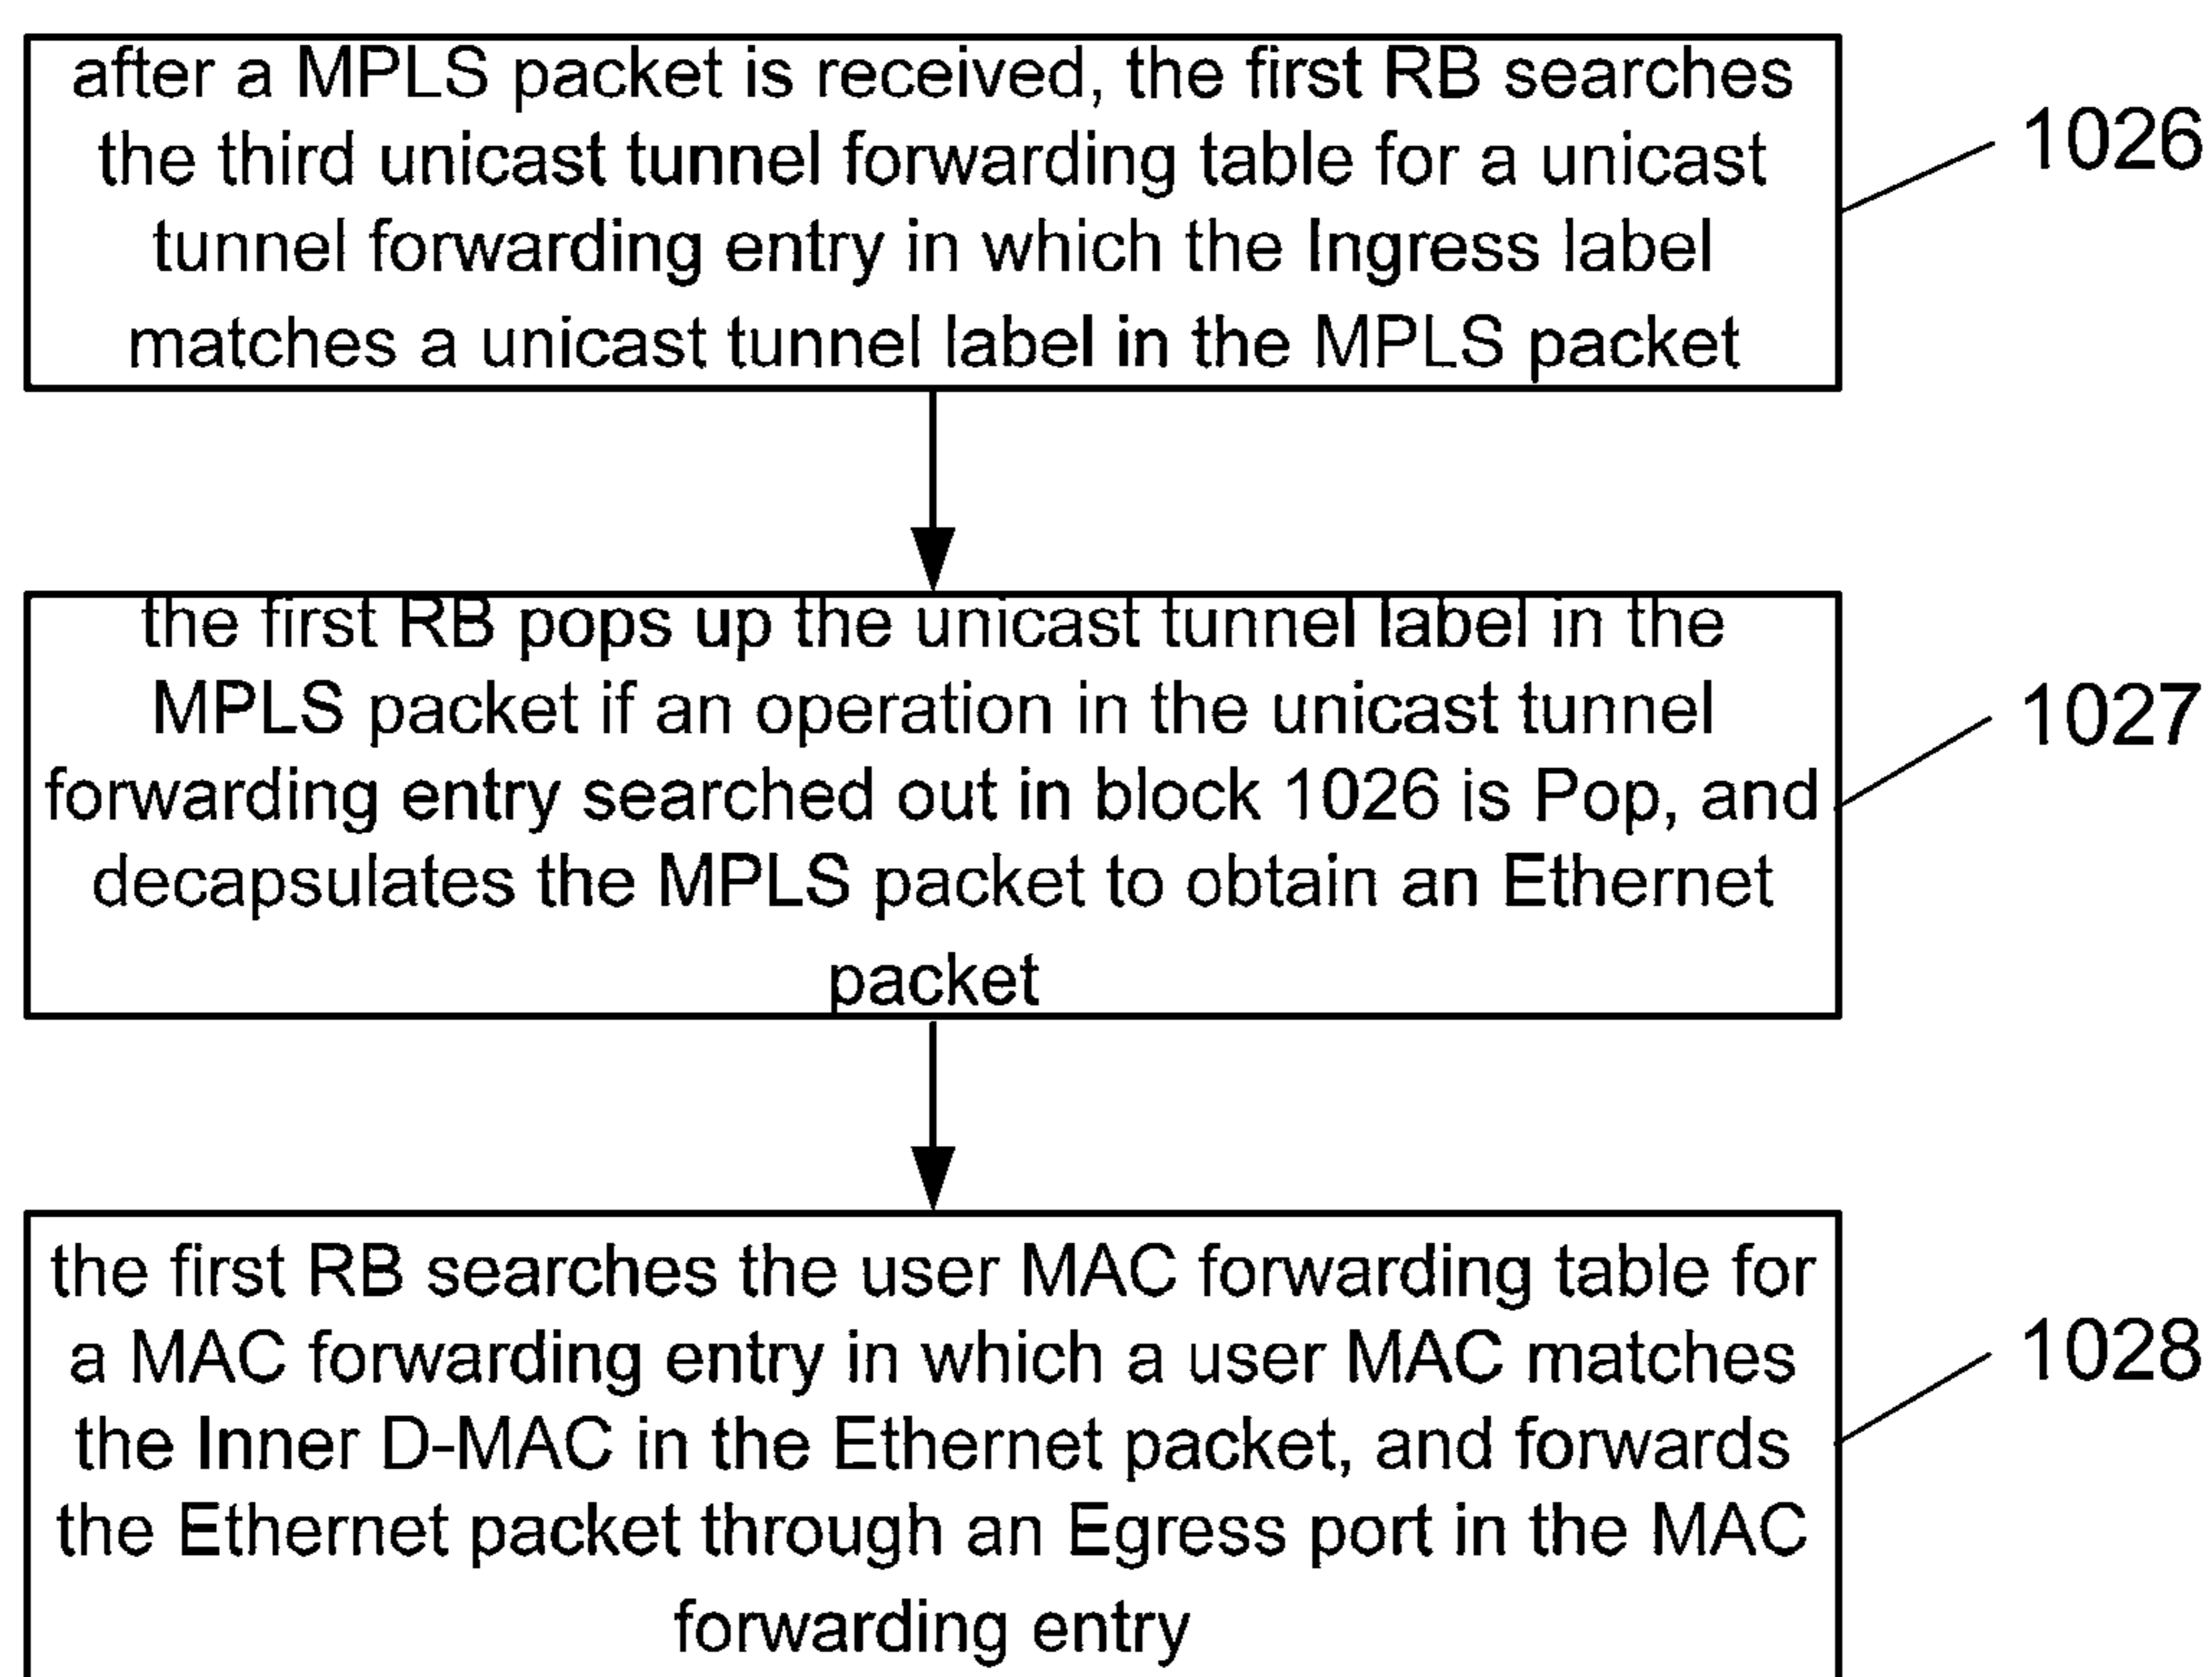 after a MPLS packet is received, the first RB searches
the third unicast tunnel forwarding table for a unicast
tunnel forwarding entry in which the Ingress label
matches a unicast tunnel label in the MPLS packet
1026
the first RB pops up the unicast tunnel label in the
MPLS packet if an operation in the unicast tunnel
forwarding entry searched out in block 1026 is Pop, and
decapsulates the MPLS packet to obtain an Ethernet
packet
1027
the first RB searches the user MAC forwarding table for
a MAC forwarding entry in which a user MAC matches
the Inner D-MAC in the Ethernet packet, and forwards
the Ethernet packet through an Egress port in the MAC
forwarding entry
1028